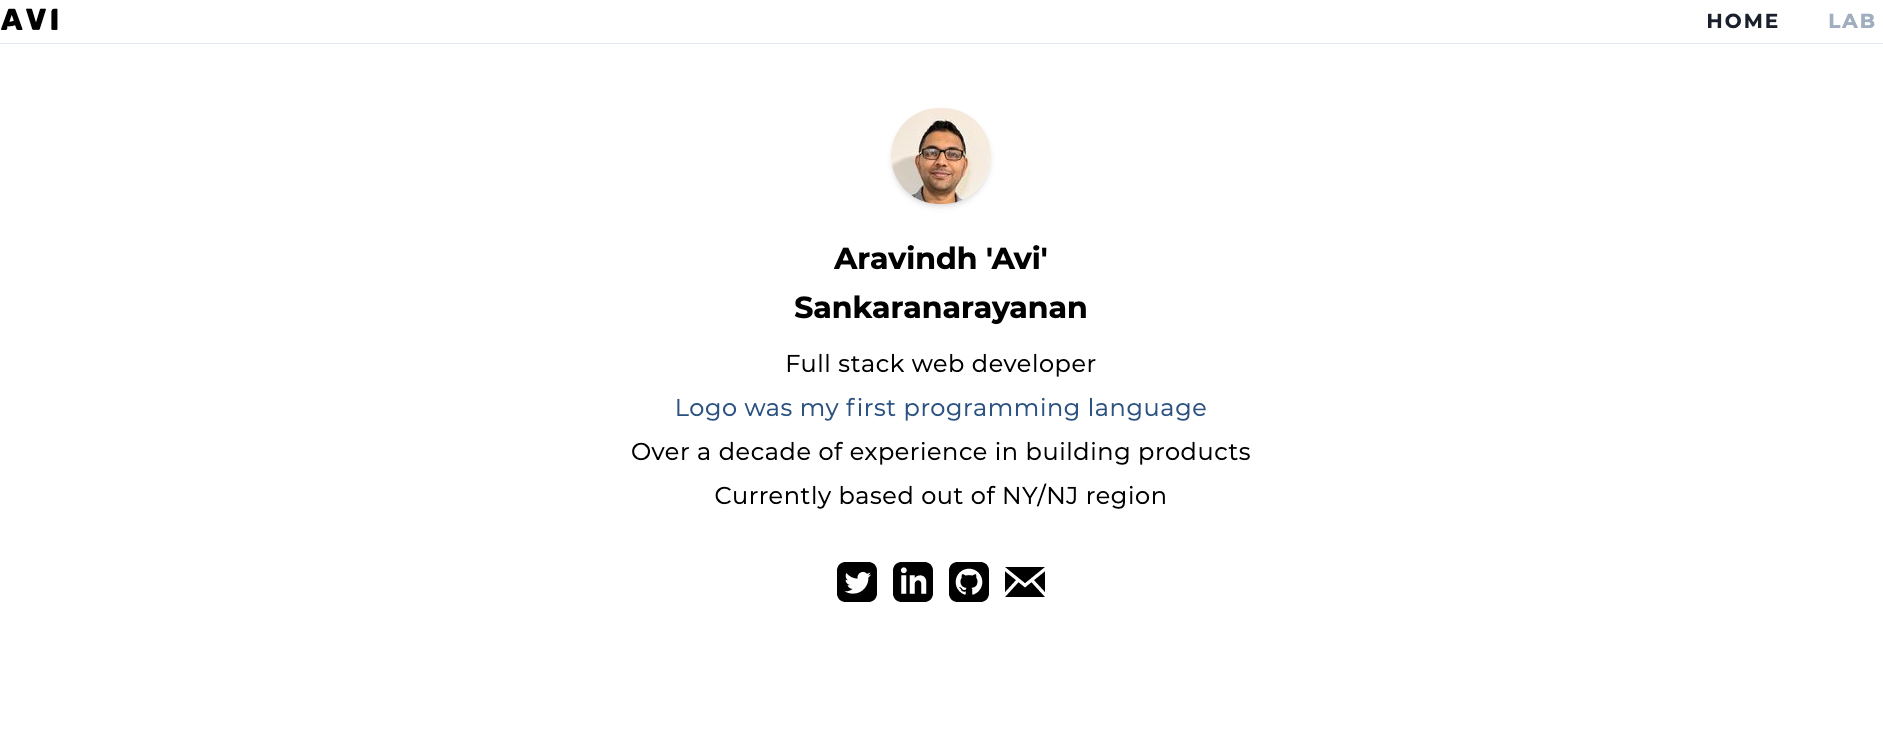 AVI
HOME
LAB
Aravindh 'Avi'
Sankaranarayanan
Full stack web developer
Logo was my first programming language
Over a decade of experience in building products
Currently based out of NY/NJ region
in